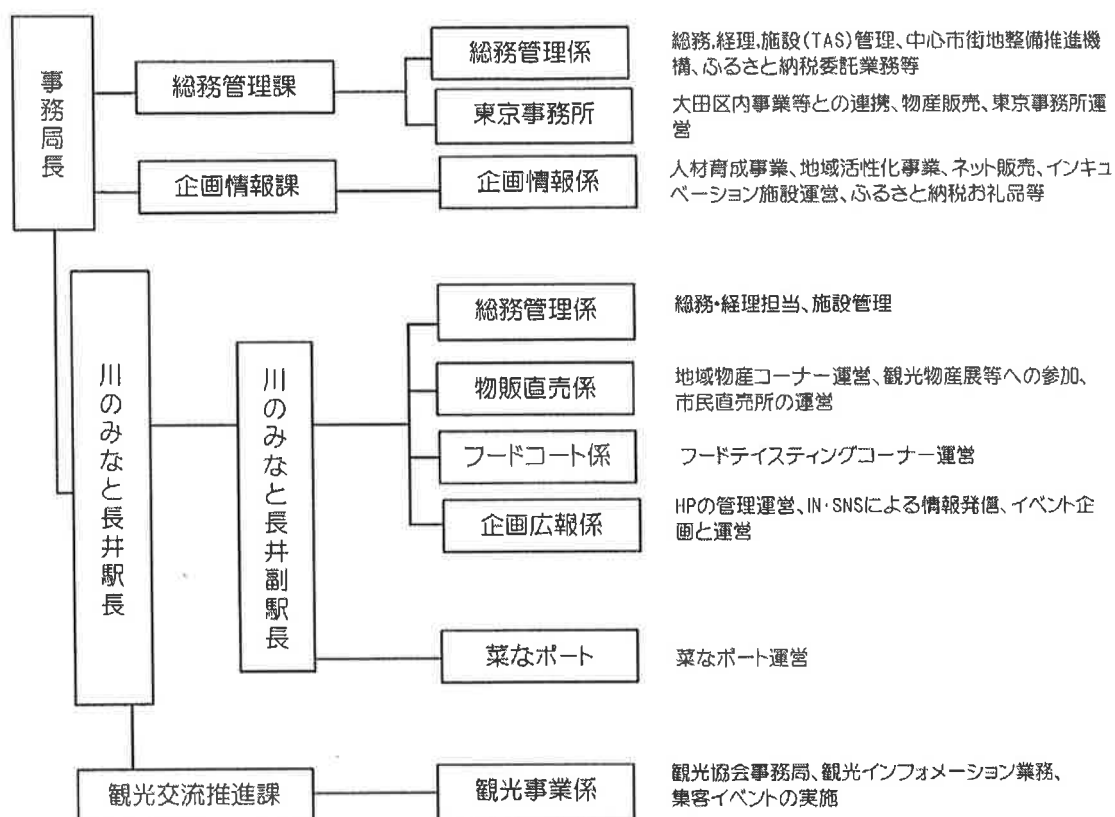 事務局長
総務管理課
総務管理係
総務,経理,施設(TAS)管理、中心市街地整備推進機
構、ふるさと納税委託業務等
東京事務所
大田区内事業等との連携、物産販売、東京事務所運
営
企画情報課
企画情報係
人材育成事業、地域活性化事業、ネット販売、インキュ
ベーション施設運営、ふるさと納税お礼品等
川のみなと長井駅長
川のみなと長井副駅長
総務管理係
総務・経理担当、施設管理
物販直売係
地域物産コーナー運営、観光物産展等への参加、
市民直売所の運営
フードコート係
フードテイスティングコーナー運営
企画広報係
HPの管理運営、IN・SNSによる情報発信、イベント企
画と運営
菜なポート
菜なポート運営
観光交流推進課
観光事業係
観光協会事務局、観光インフォメーション業務、
集客イベントの実施